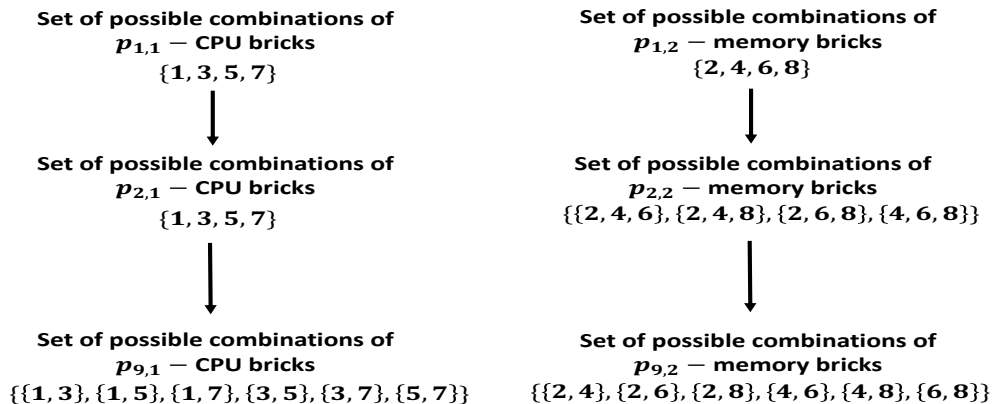 Set of possible combinations of
p₁,₁ − CPU bricks
{1, 3, 5, 7}
Set of possible combinations of
p₂,₁ − CPU bricks
{1, 3, 5, 7}
Set of possible combinations of
p₉,₁ − CPU bricks
{{1, 3}, {1, 5}, {1, 7}, {3, 5}, {3, 7}, {5, 7}}
Set of possible combinations of
p₁,₂ − memory bricks
{2, 4, 6, 8}
Set of possible combinations of
p₂,₂ − memory bricks
{{2, 4, 6}, {2, 4, 8}, {2, 6, 8}, {4, 6, 8}}
Set of possible combinations of
p₉,₂ − memory bricks
{{2, 4}, {2, 6}, {2, 8}, {4, 6}, {4, 8}, {6, 8}}